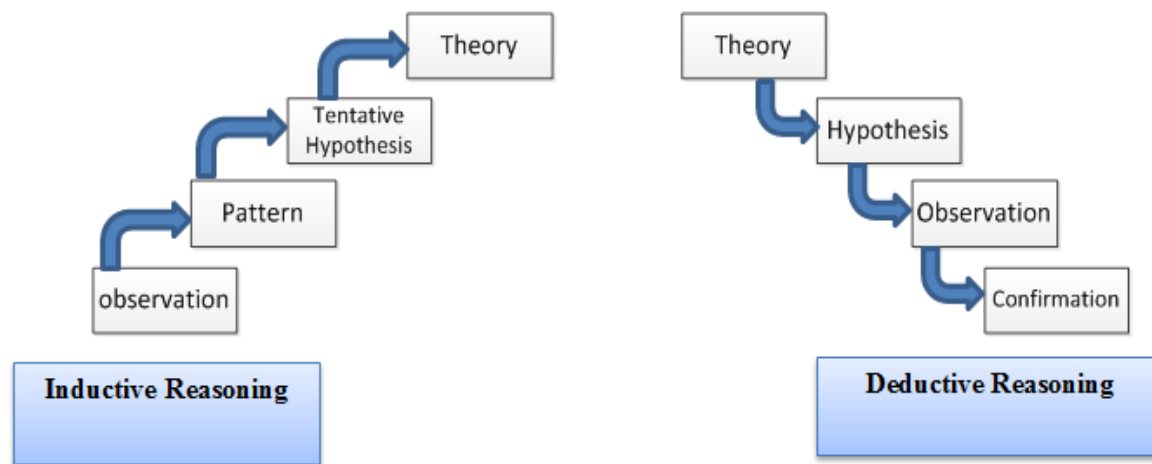 Theory
Tentative
Hypothesis
Pattern
observation
Inductive Reasoning
Theory
Hypothesis
Observation
Confirmation
Deductive Reasoning